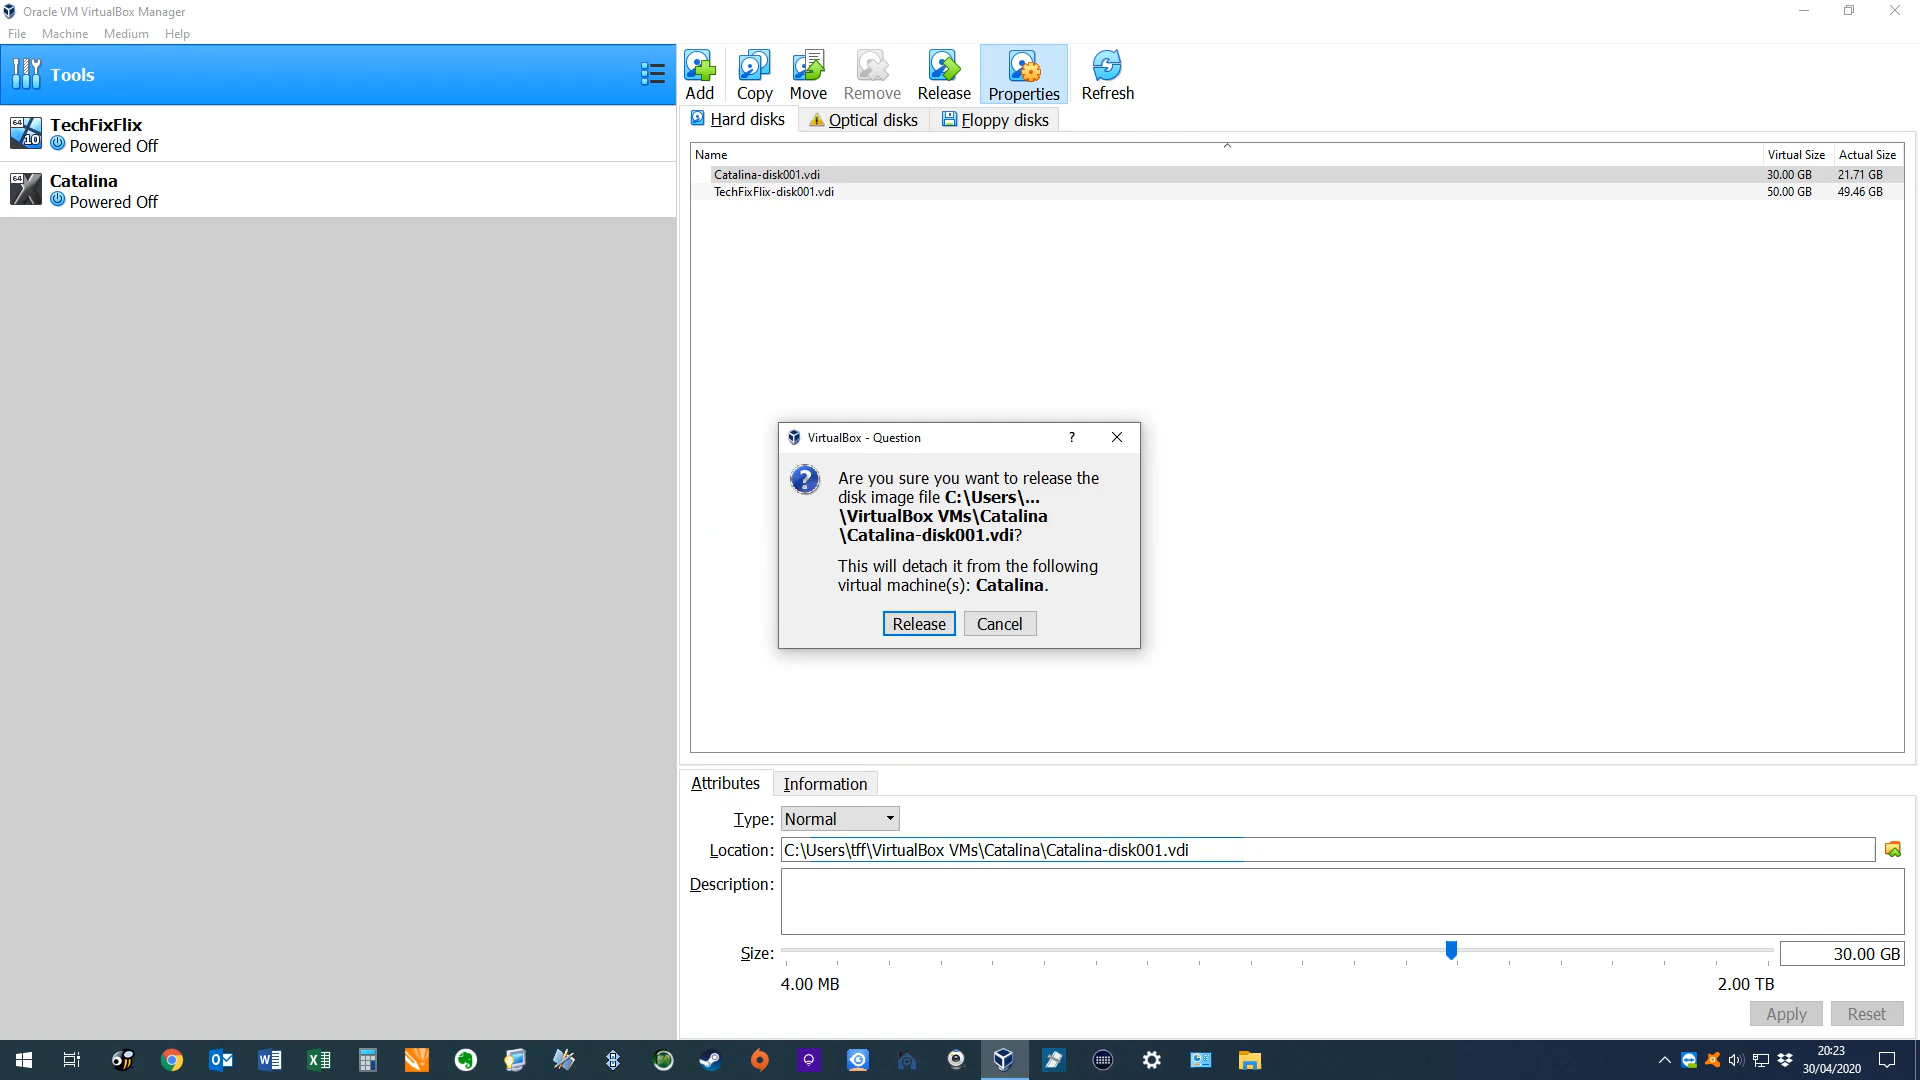 Oracle VM VirtualBox Manager
File Machine Medium Help
Tools
Add Copy Move Remove Release Properties Refresh
64
10
TechFixFlix
Powered Off
64
Catalina
Powered Off
Hard disks Optical disks Floppy disks
Name Virtual Size Actual Size
Catalina-disk001.vdi 30.00 GB 21.71 GB
TechFixFlix-disk001.vdi 50.00 GB 49.46 GB
VirtualBox - Question
Are you sure you want to release the
disk image file C:\Users\...
\VirtualBox VMs\Catalina
\Catalina-disk001.vdi?
This will detach it from the following
virtual machine(s): Catalina.
Release Cancel
Attributes Information
Type: Normal
Location: C:\Users\tff\VirtualBox VMs\Catalina\Catalina-disk001.vdi
Description:
Size: 30.00 GB
4.00 MB 2.00 TB
Apply Reset
20:23
30/04/2020